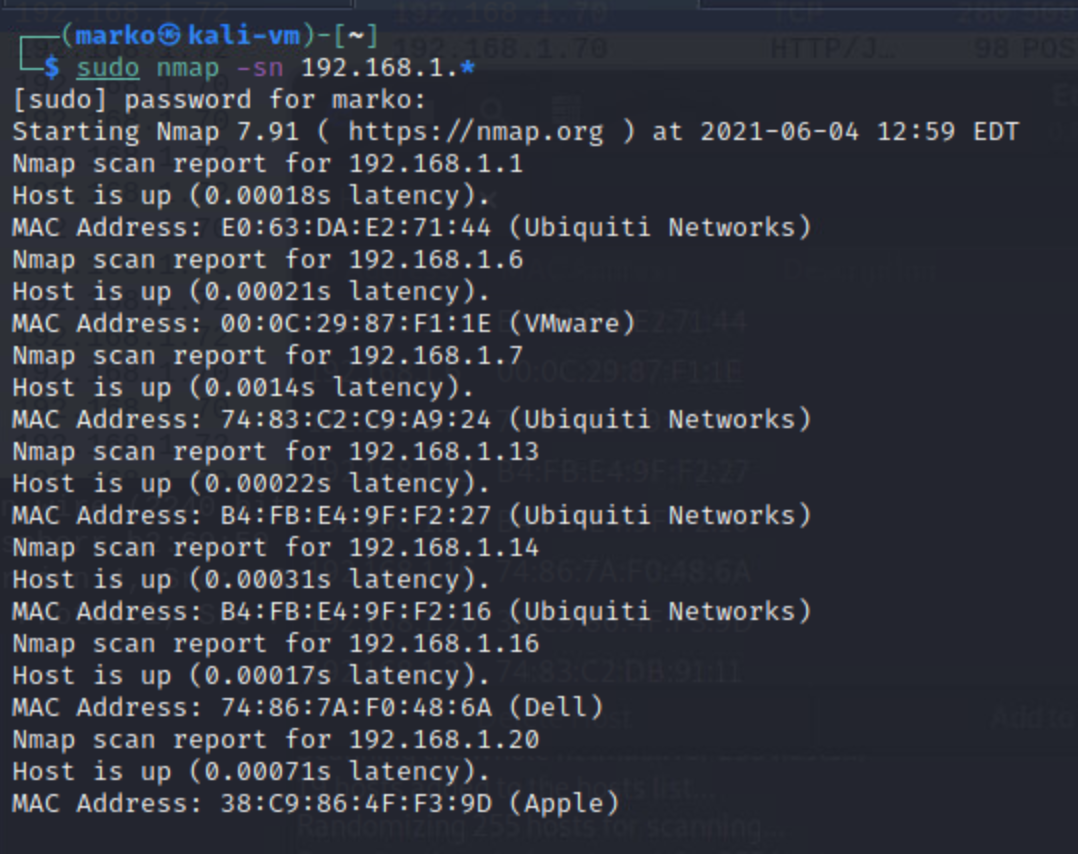 ┌──(marko㉿kali-vm)-[~]
└─$ sudo nmap -sn 192.168.1.*
[sudo] password for marko:
Starting Nmap 7.91 ( https://nmap.org ) at 2021-06-04 12:59 EDT
Nmap scan report for 192.168.1.1
Host is up (0.00018s latency).
MAC Address: E0:63:DA:E2:71:44 (Ubiquiti Networks)
Nmap scan report for 192.168.1.6
Host is up (0.00021s latency).
MAC Address: 00:0C:29:87:F1:1E (VMware)
Nmap scan report for 192.168.1.7
Host is up (0.0014s latency).
MAC Address: 74:83:C2:C9:A9:24 (Ubiquiti Networks)
Nmap scan report for 192.168.1.13
Host is up (0.00022s latency).
MAC Address: B4:FB:E4:9F:F2:27 (Ubiquiti Networks)
Nmap scan report for 192.168.1.14
Host is up (0.00031s latency).
MAC Address: B4:FB:E4:9F:F2:16 (Ubiquiti Networks)
Nmap scan report for 192.168.1.16
Host is up (0.00017s latency).
MAC Address: 74:86:7A:F0:48:6A (Dell)
Nmap scan report for 192.168.1.20
Host is up (0.00071s latency).
MAC Address: 38:C9:86:4F:F3:9D (Apple)